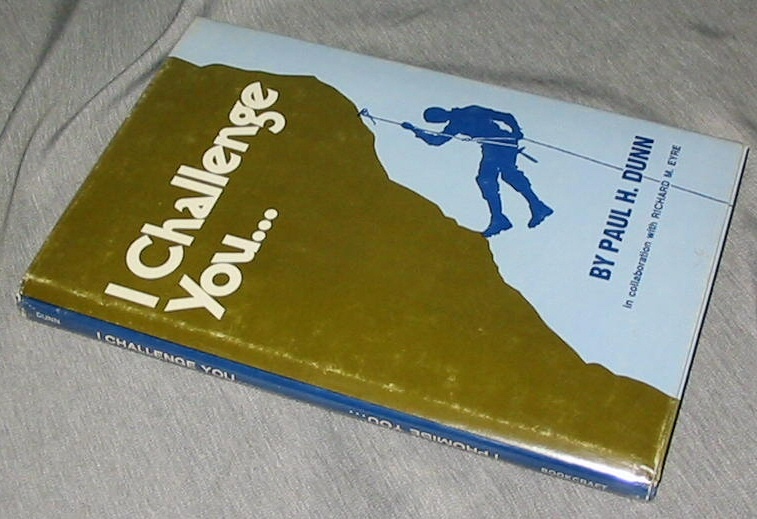 I Challenge
You...
BY PAUL H. DUNN
in collaboration with RICHARD M. EYRE
DUNN
I CHALLENGE YOU...
I PROMISE YOU...
BOOKCRAFT